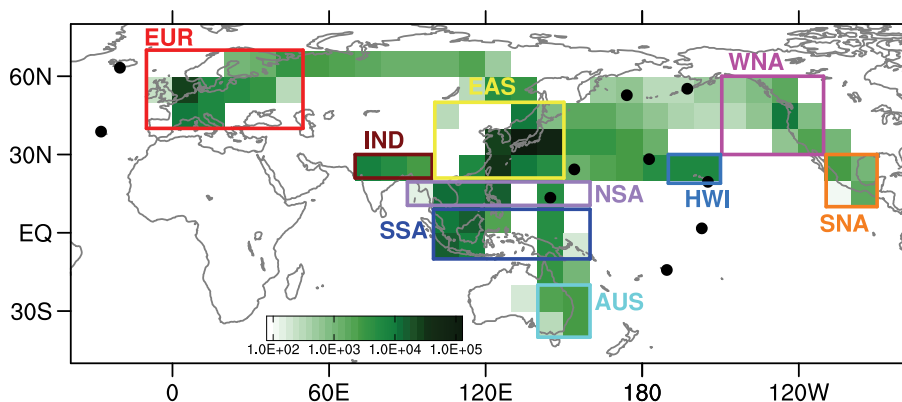 EUR
WNA
60N
EAS
IND
30N
NSA
HWI
SSA
SNA
EQ
AUS
30S
1.0E+02 1.0E+03 1.0E+04 1.0E+05
0 60E 120E 180 120W